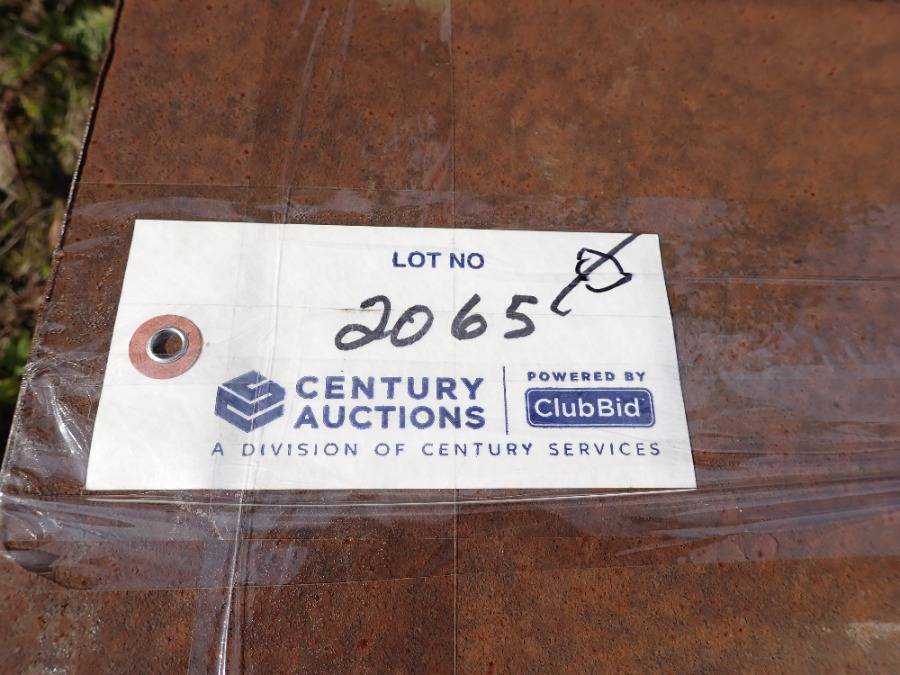 LOT NO
2065
CENTURY
AUCTIONS
POWERED BY
ClubBid
A DIVISION OF CENTURY SERVICES